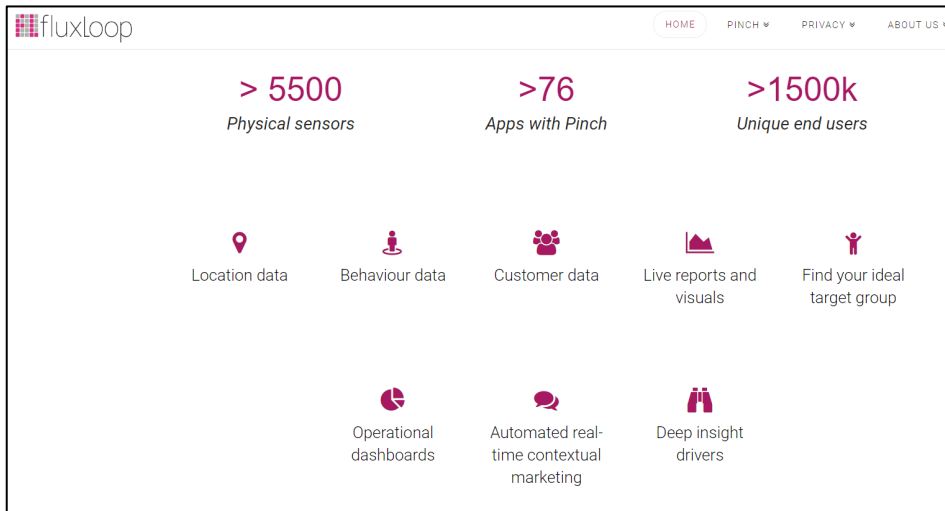 fluxLoop
HOME PINCH PRIVACY ABOUT US
> 5500 >76 >1500k
Physical sensors Apps with Pinch Unique end users
Location data Behaviour data Customer data Live reports and Find your ideal
visuals target group
Operational Automated real- Deep insight
dashboards time contextual drivers
marketing